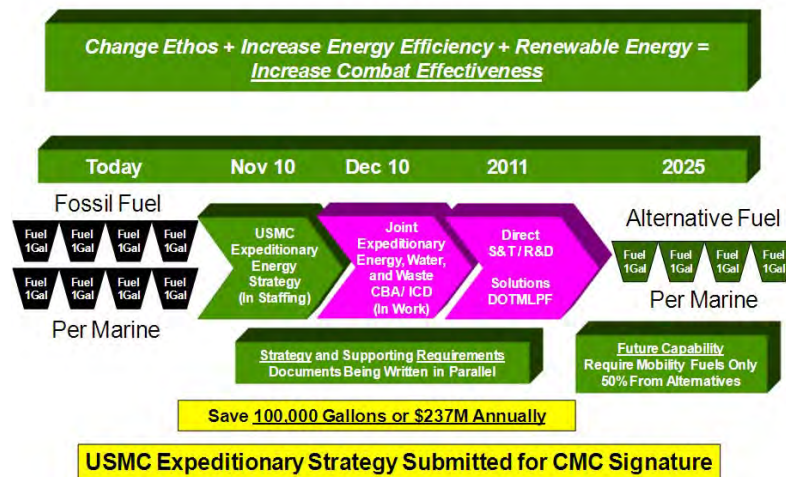 Change Ethos + Increase Energy Efficiency + Renewable Energy =
Increase Combat Effectiveness
Today Nov 10 Dec 10 2011 2025
Fossil Fuel
Fuel Fuel Fuel Fuel
1Gal 1Gal 1Gal 1Gal
Fuel Fuel Fuel Fuel
1Gal 1Gal 1Gal 1Gal
Per Marine
USMC
Expeditionary
Energy
Strategy
(In Staffing)
Joint
Expeditionary
Energy, Water,
and Waste
CBA/ ICD
(In Work)
Direct
S&T/ R&D
Solutions
DOTMLPF
Alternative Fuel
Fuel Fuel Fuel Fuel
1Gal 1Gal 1Gal 1Gal
Per Marine
Strategy and Supporting Requirements
Documents Being Written in Parallel
Future Capability
Require Mobility Fuels Only
50% From Alternatives
Save 100,000 Gallons or $237M Annually
USMC Expeditionary Strategy Submitted for CMC Signature